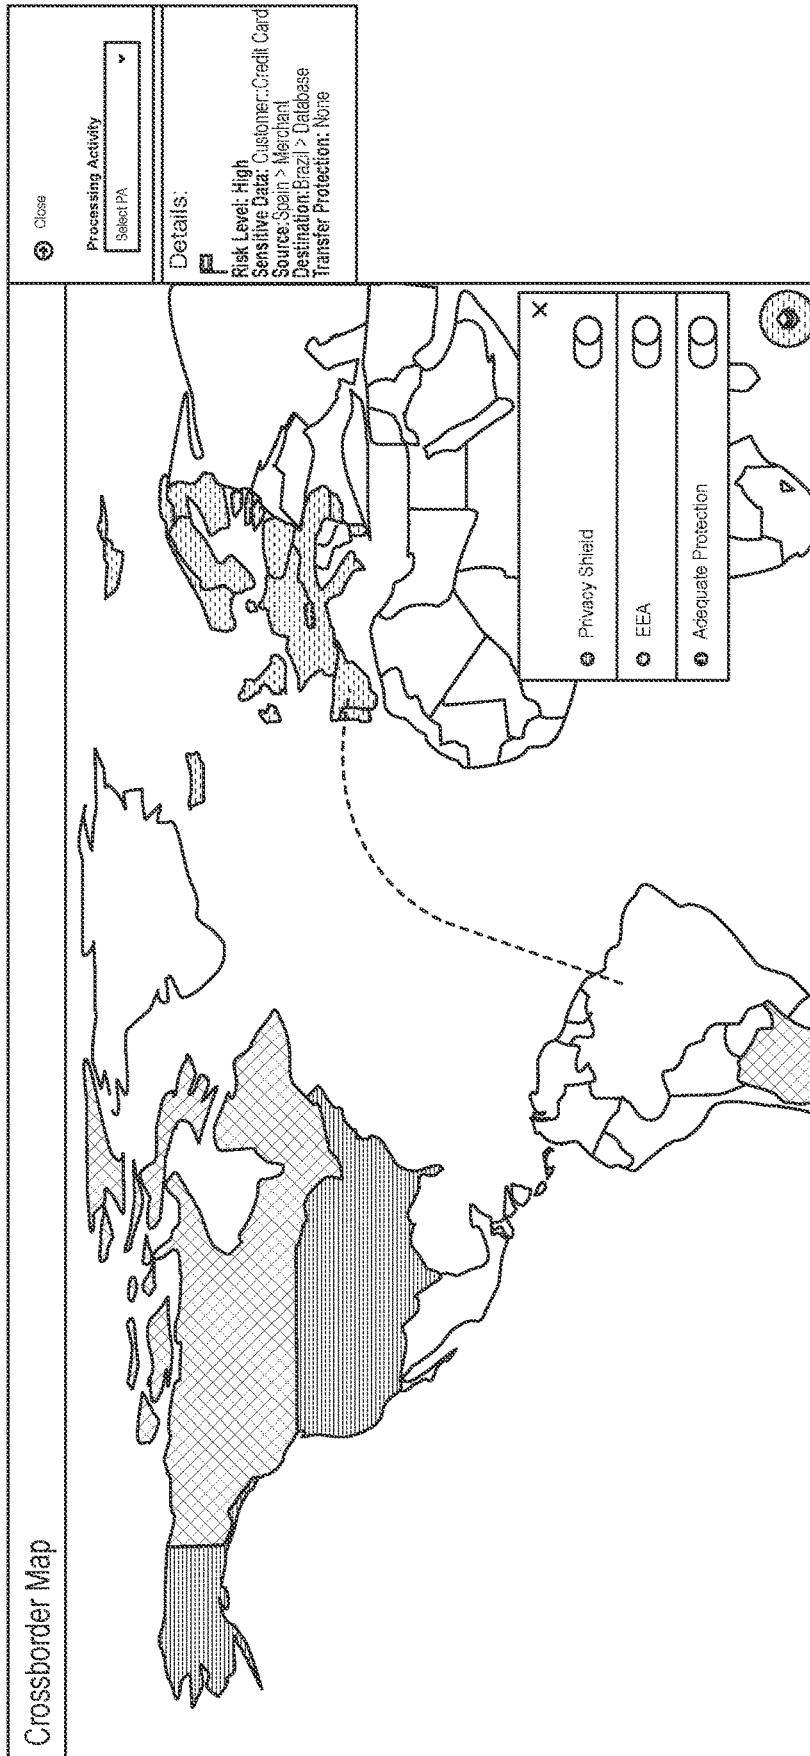 Crossborder Map
Close
Processing Activity
Select PA
Details:
Risk Level: High
Sensitive Data: Customer::Credit Card
Source: Spain > Merchant
Destination: Brazil > Database
Transfer Protection: None
Privacy Shield
EEA
Adequate Protection